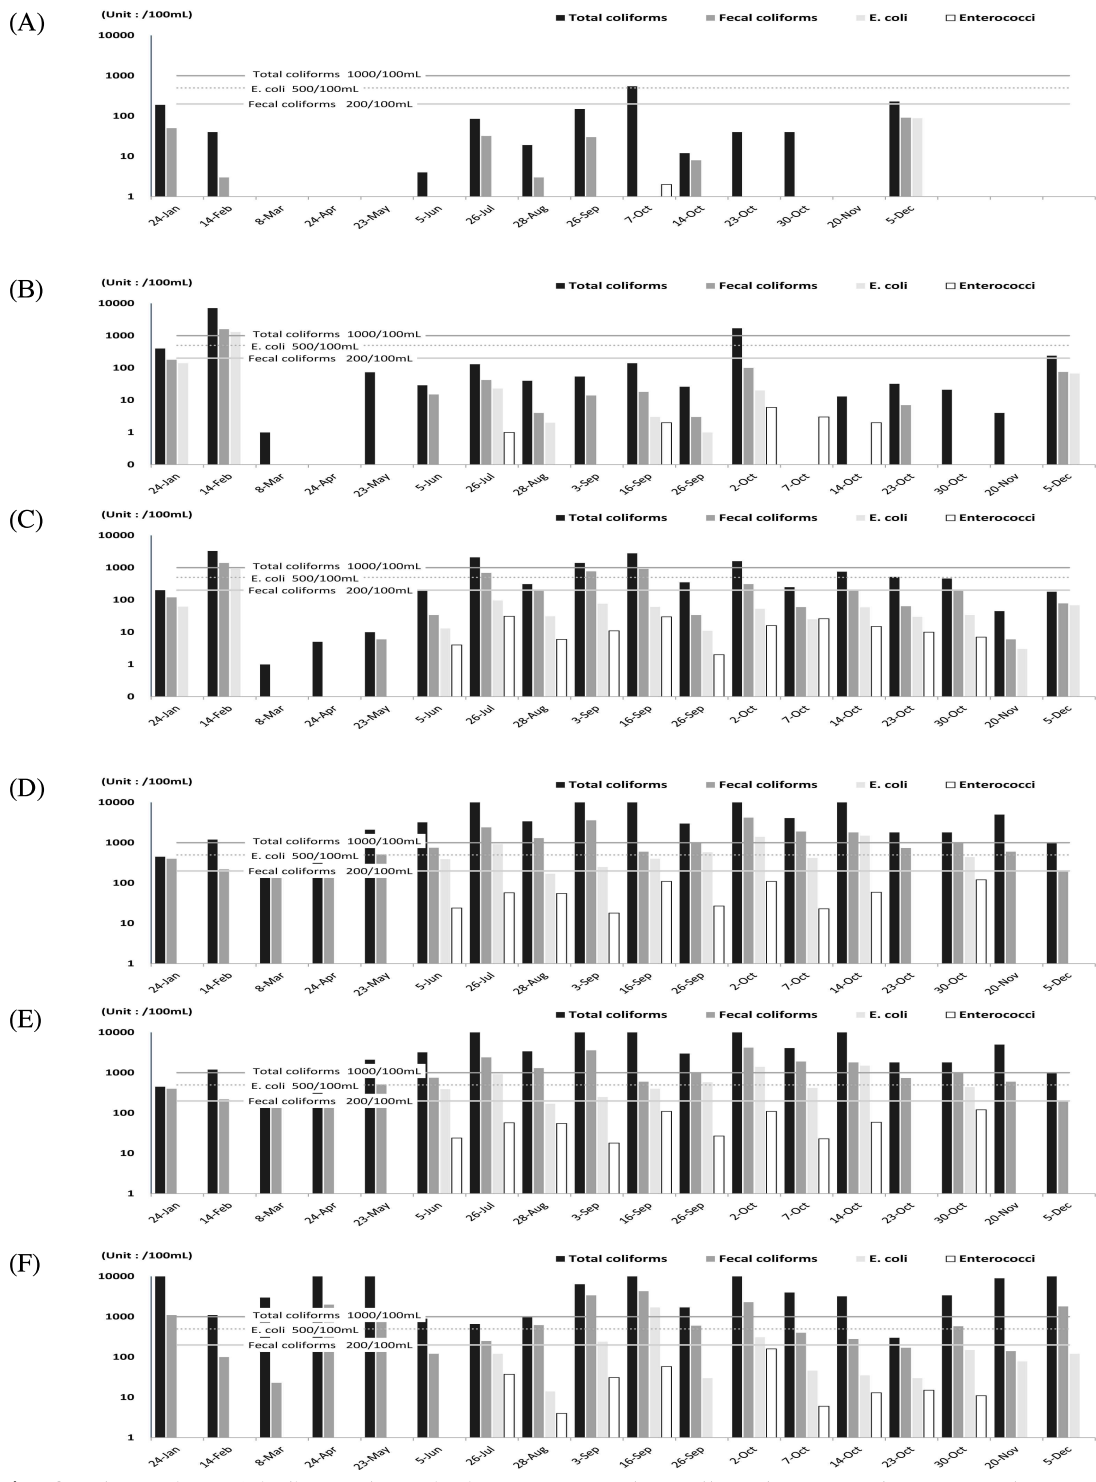 (A)
(Unit : /100mL)
Total coliforms Fecal coliforms E. coli Enterococci
10000
1000
100
10
1
Total coliforms 1000/100mL
E. coli 500/100mL
Fecal coliforms 200/100mL
24-Jan 14-Feb 8-Mar 24-Apr 23-May 5-Jun 26-Jul 28-Aug 26-Sep 7-Oct 14-Oct 23-Oct 30-Oct 20-Nov 5-Dec
(B)
(Unit : /100mL)
Total coliforms Fecal coliforms E. coli Enterococci
10000
1000
100
10
1
0
Total coliforms 1000/100mL
E. coli 500/100mL
Fecal coliforms 200/100mL
24-Jan 14-Feb 8-Mar 24-Apr 23-May 5-Jun 26-Jul 28-Aug 3-Sep 16-Sep 26-Sep 2-Oct 7-Oct 14-Oct 23-Oct 30-Oct 20-Nov 5-Dec
(C)
(Unit : /100mL)
Total coliforms Fecal coliforms E. coli Enterococci
10000
1000
100
10
1
0
Total coliforms 1000/100mL
E. coli 500/100mL
Fecal coliforms 200/100mL
24-Jan 14-Feb 8-Mar 24-Apr 23-May 5-Jun 26-Jul 28-Aug 3-Sep 16-Sep 26-Sep 2-Oct 7-Oct 14-Oct 23-Oct 30-Oct 20-Nov 5-Dec
(D)
(Unit : /100mL)
Total coliforms Fecal coliforms E. coli Enterococci
10000
1000
100
10
1
Total coliforms 1000/100mL
E. coli 500/100mL
Fecal coliforms 200/100mL
24-Jan 14-Feb 8-Mar 24-Apr 23-May 5-Jun 26-Jul 28-Aug 3-Sep 16-Sep 26-Sep 2-Oct 7-Oct 14-Oct 23-Oct 30-Oct 20-Nov 5-Dec
(E)
(Unit : /100mL)
Total coliforms Fecal coliforms E. coli Enterococci
10000
1000
100
10
1
Total coliforms 1000/100mL
E. coli 500/100mL
Fecal coliforms 200/100mL
24-Jan 14-Feb 8-Mar 24-Apr 23-May 5-Jun 26-Jul 28-Aug 3-Sep 16-Sep 26-Sep 2-Oct 7-Oct 14-Oct 23-Oct 30-Oct 20-Nov 5-Dec
(F)
(Unit : /100mL)
Total coliforms Fecal coliforms E. coli Enterococci
10000
1000
100
10
1
Total coliforms 1000/100mL
E. coli 500/100mL
Fecal coliforms 200/100mL
24-Jan 14-Feb 8-Mar 24-Apr 23-May 5-Jun 26-Jul 28-Aug 3-Sep 16-Sep 26-Sep 2-Oct 7-Oct 14-Oct 23-Oct 30-Oct 20-Nov 5-Dec